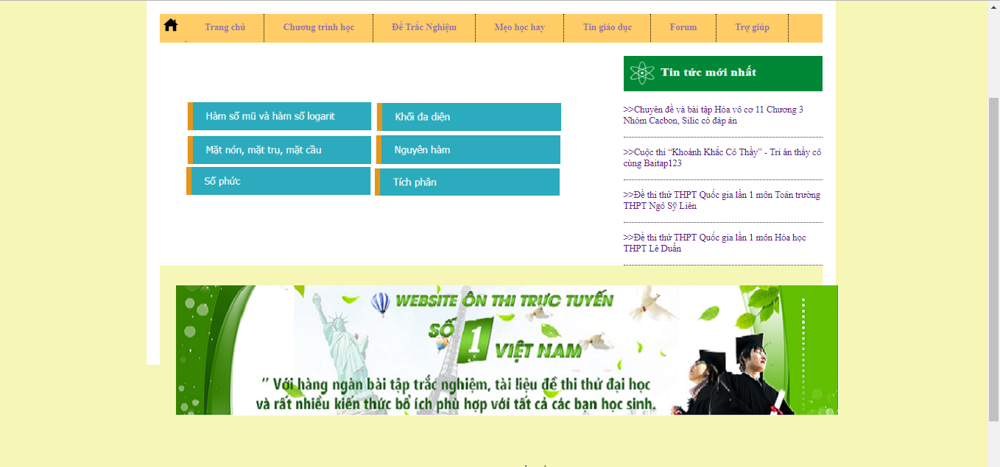 Trang chủ Chương trình học Đề Trắc Nghiệm Mẹo học hay Tin giáo dục Forum Trợ giúp
Tin tức mới nhất
Hàm số mũ và hàm số logarit
Khối đa diện
Mặt nón, mặt trụ, mặt cầu
Nguyên hàm
Số phức
Tích phân
>>Chuyên đề và bài tập Hóa vô cơ 11 Chương 3
Nhóm Cacbon, Silic có đáp án
>>Cuộc thi “Khoảnh Khắc Cô Thầy” - Tri ân thầy cô
cùng Baitap123
>>Đề thi thử THPT Quốc gia lần 1 môn Toán trường
THPT Ngô Sỹ Liên
>>Đề thi thử THPT Quốc gia lần 1 môn Hóa học
THPT Lê Duẩn
WEBSITE ÔN THI TRỰC TUYẾN
SỐ 1 VIỆT NAM
“ Với hàng ngàn bài tập trắc nghiệm, tài liệu đề thi thử đại học
và rất nhiều kiến thức bổ ích phù hợp với tất cả các bạn học sinh.